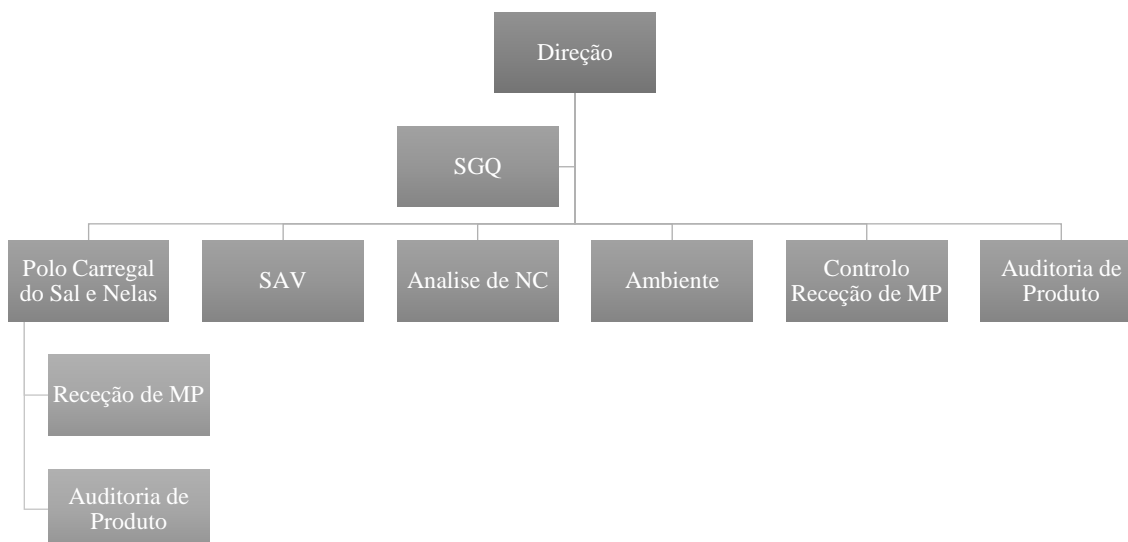 Direção
SGQ
Polo Carregal
do Sal e Nelas
SAV
Analise de NC
Ambiente
Controlo
Receção de MP
Auditoria de
Produto
Receção de MP
Auditoria de
Produto